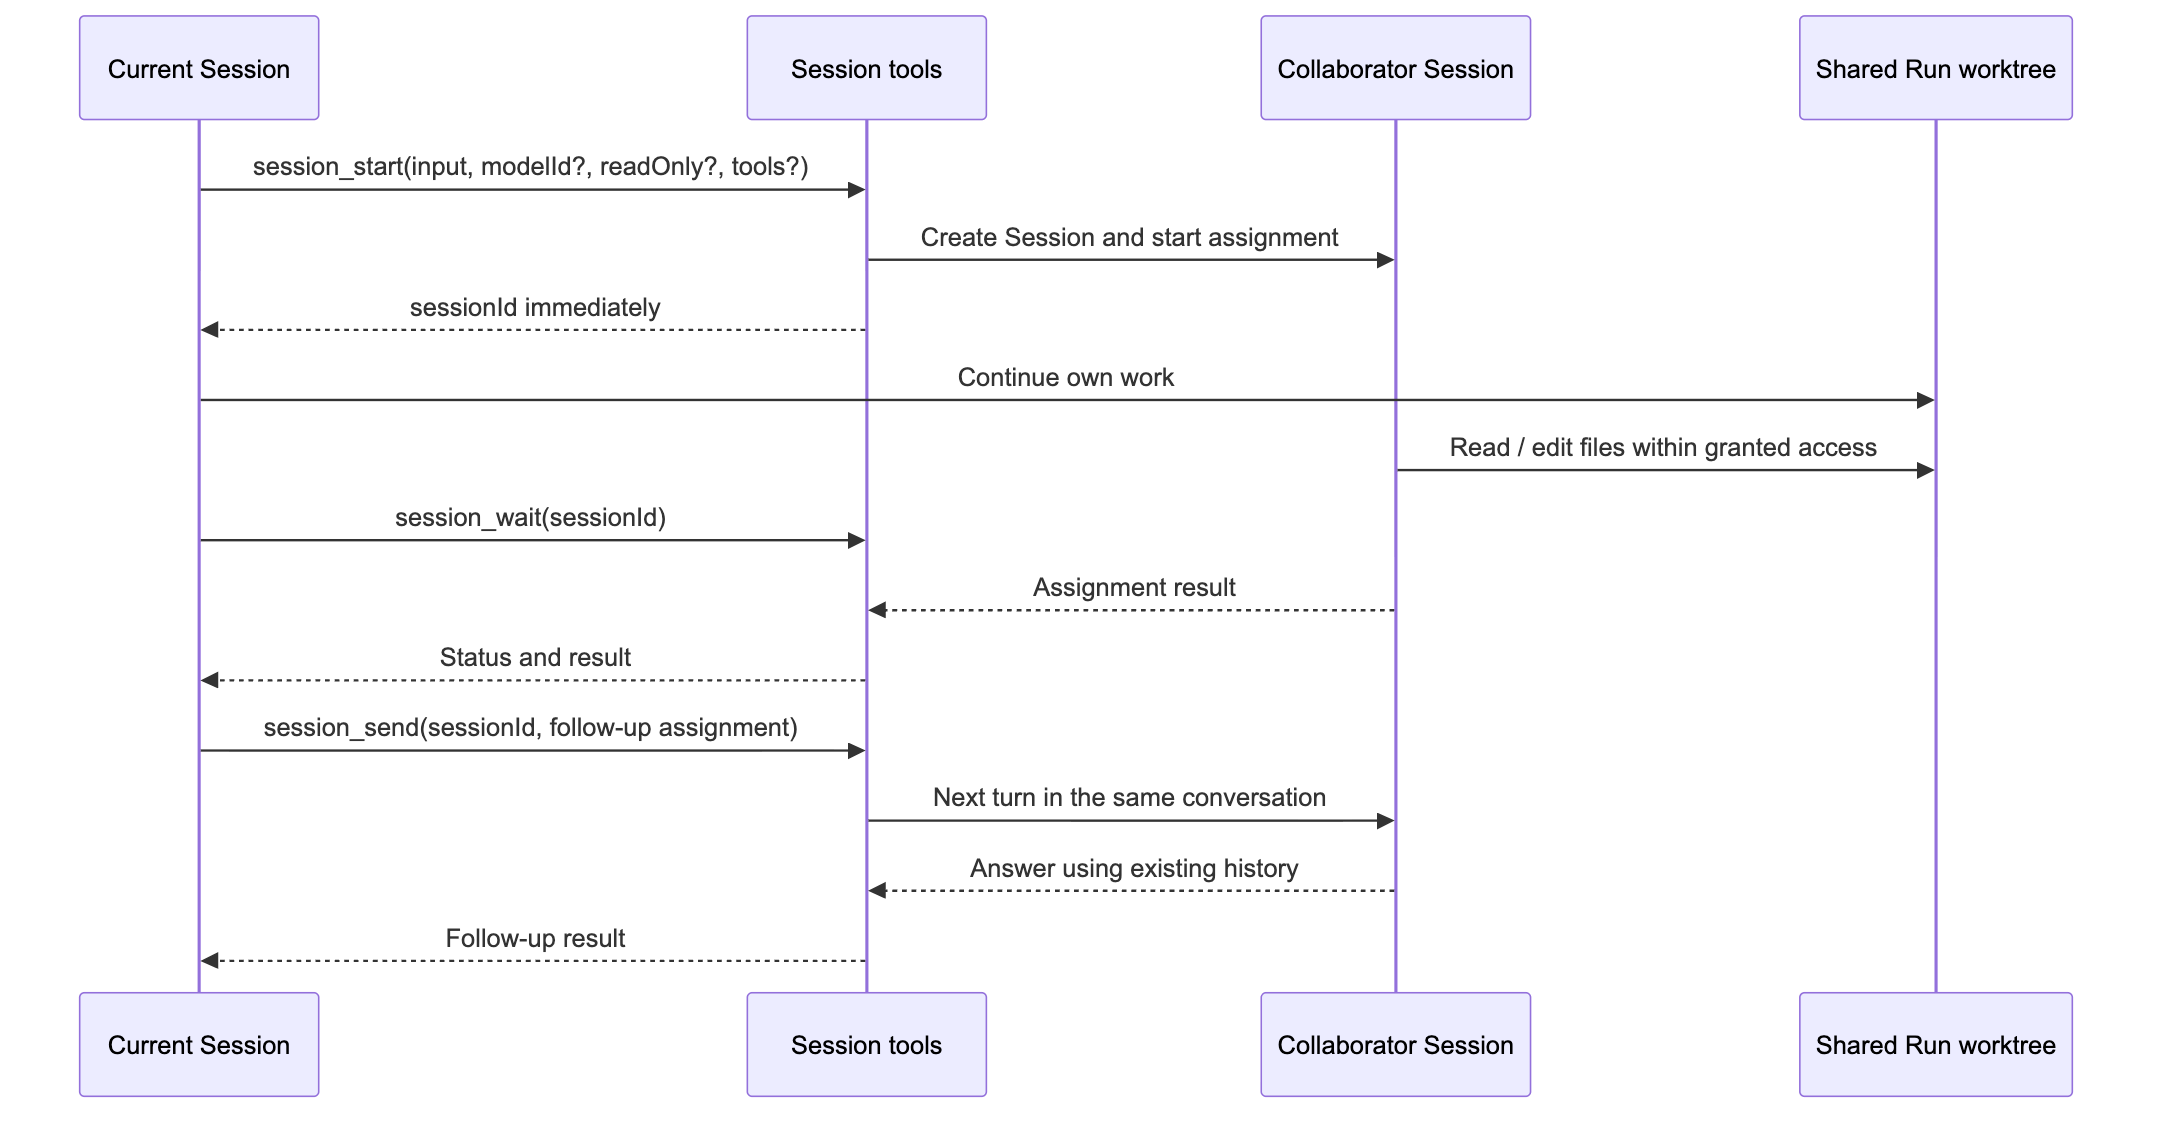 Current Session
Session tools
Collaborator Session
Shared Run worktree
session_start(input, modelId?, readOnly?, tools?)
Create Session and start assignment
sessionId immediately
Continue own work
Read / edit files within granted access
session_wait(sessionId)
Assignment result
Status and result
session_send(sessionId, follow-up assignment)
Next turn in the same conversation
Answer using existing history
Follow-up result
Current Session
Session tools
Collaborator Session
Shared Run worktree